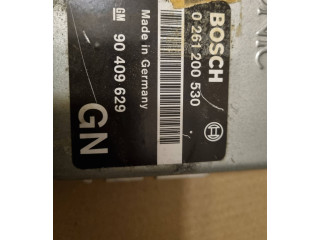 BOSCH
0 261 200 530
Made in Germany
GM 90 409 629
GN